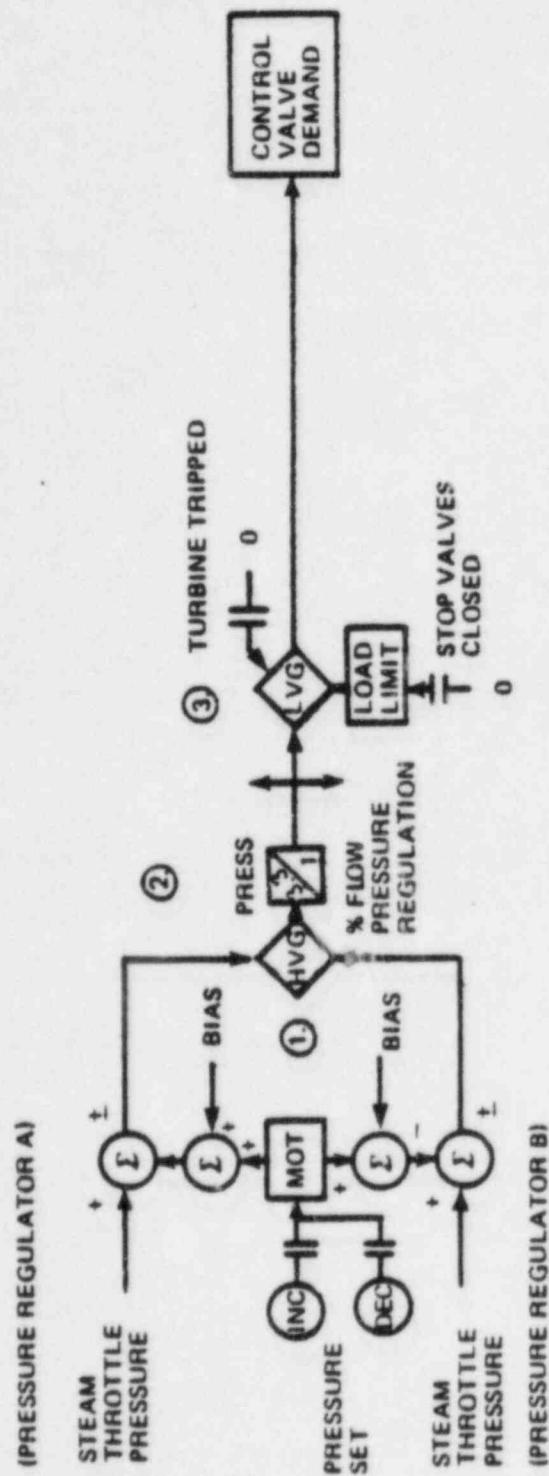 (PRESSURE REGULATOR A)
STEAM
THROTTLE
PRESSURE
+
±
Σ
Σ
+
+
BIAS
INC
DEC
PRESSURE
SET
MOT
+
Σ
BIAS
−
STEAM
THROTTLE
PRESSURE
+
±
Σ
(PRESSURE REGULATOR B)
1.
HVG
2.
PRESS
1
% FLOW
PRESSURE
REGULATION
3.
TURBINE TRIPPED
0
LVG
LOAD
LIMIT
STOP VALVES
CLOSED
0
CONTROL
VALVE
DEMAND